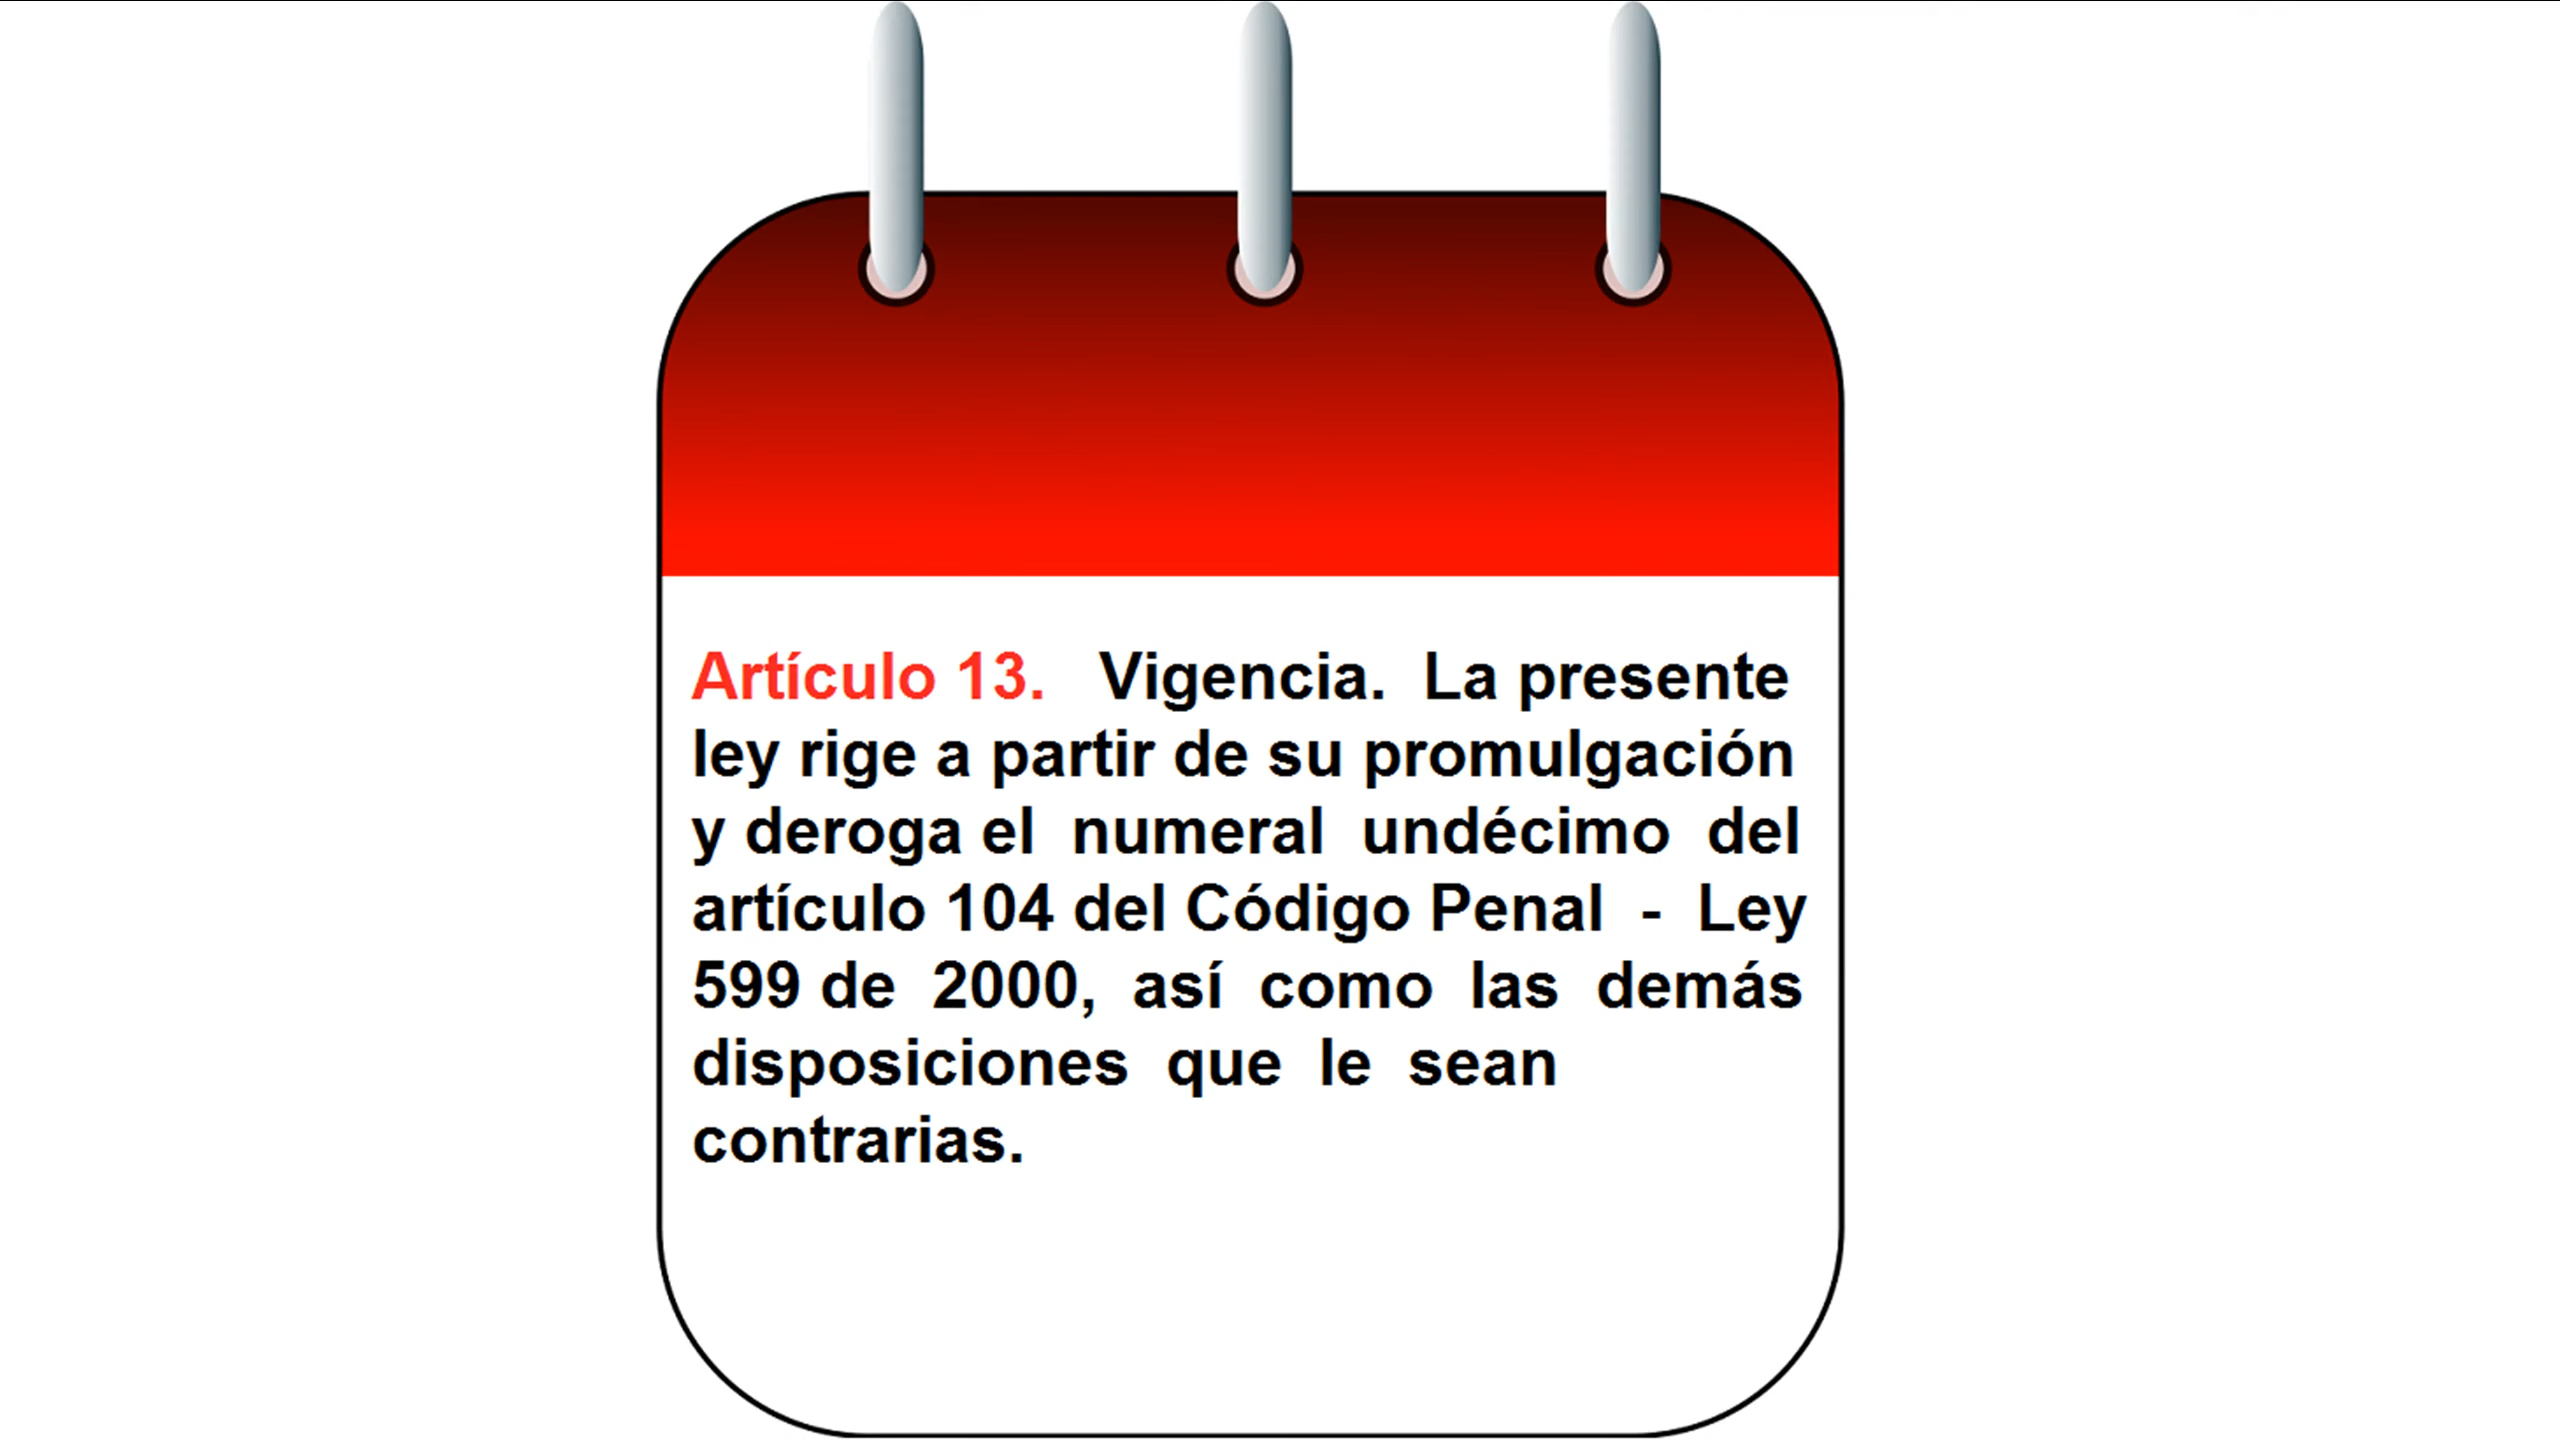 Artículo 13. Vigencia. La presente
ley rige a partir de su promulgación
y deroga el numeral undécimo del
artículo 104 del Código Penal - Ley
599 de 2000, así como las demás
disposiciones que le sean
contrarias.